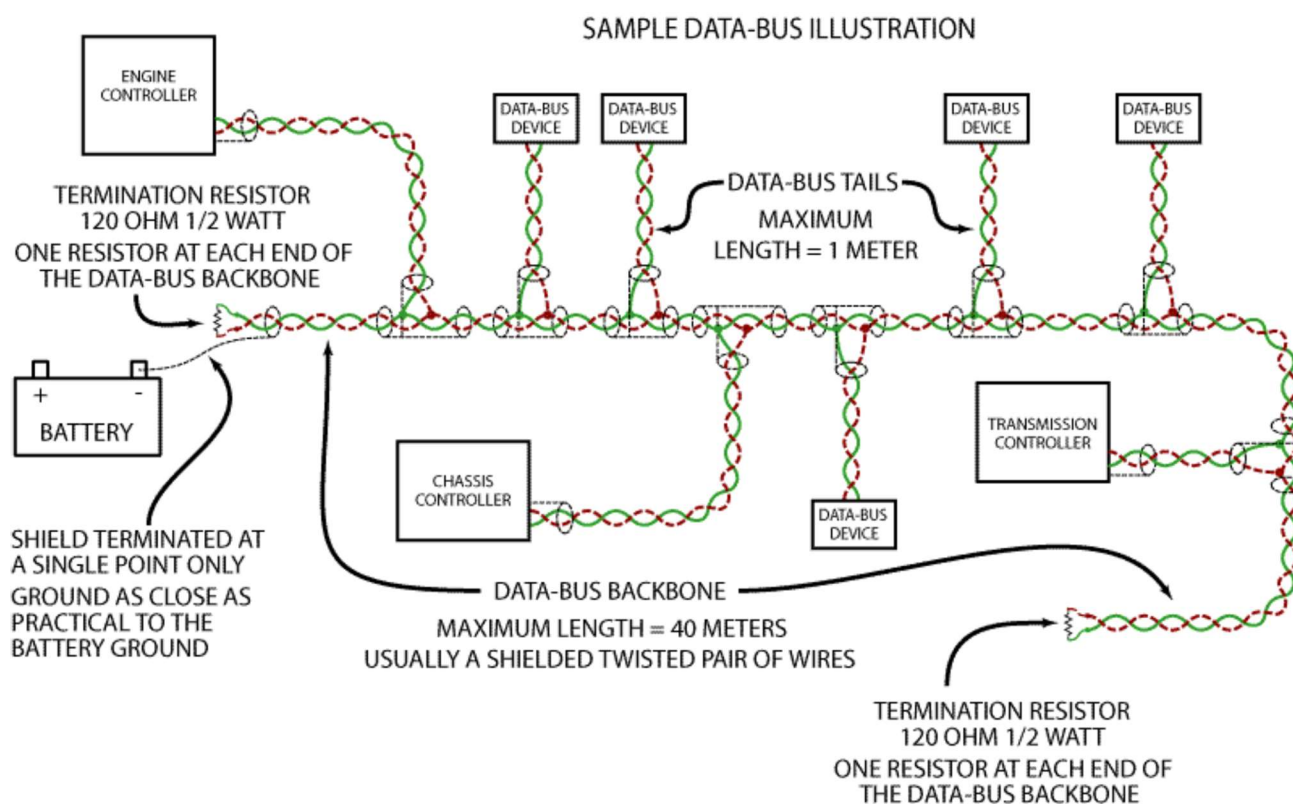 SAMPLE DATA-BUS ILLUSTRATION
ENGINE
CONTROLLER
DATA-BUS
DEVICE
DATA-BUS
DEVICE
DATA-BUS
DEVICE
DATA-BUS
DEVICE
TERMINATION RESISTOR
120 OHM 1/2 WATT
ONE RESISTOR AT EACH END OF
THE DATA-BUS BACKBONE
DATA-BUS TAILS
MAXIMUM
LENGTH = 1 METER
+ -
BATTERY
TRANSMISSION
CONTROLLER
CHASSIS
CONTROLLER
DATA-BUS
DEVICE
SHIELD TERMINATED AT
A SINGLE POINT ONLY
GROUND AS CLOSE AS
PRACTICAL TO THE
BATTERY GROUND
DATA-BUS BACKBONE
MAXIMUM LENGTH = 40 METERS
USUALLY A SHIELDED TWISTED PAIR OF WIRES
TERMINATION RESISTOR
120 OHM 1/2 WATT
ONE RESISTOR AT EACH END OF
THE DATA-BUS BACKBONE